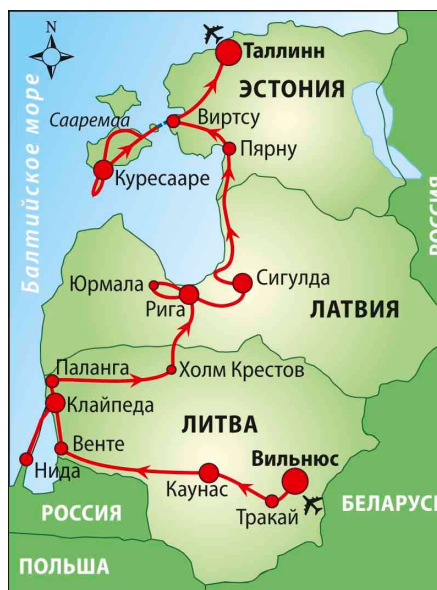 Таллинн
ЭСТОНИЯ
Сааремаа
Виртсу
Пярну
Куресааре
Балтийское море
РОССИЯ
Сигулда
Юрмала
Рига
ЛАТВИЯ
Паланга
Холм Крестов
Клайпеда
ЛИТВА
Венте
Вильнюс
Нида
Каунас
Тракай
БЕЛАРУСЬ
РОССИЯ
ПОЛЬША